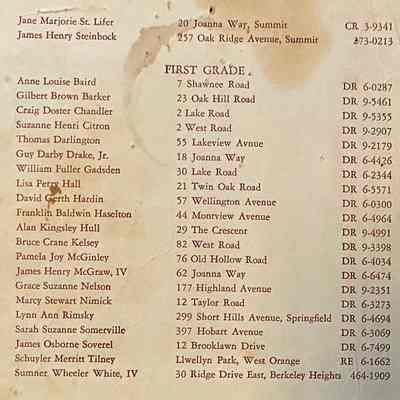 Jane Marjorie St. Lifer 20 Joanna Way, Summit CR 3-9341
James Henry Steinbock 257 Oak Ridge Avenue, Summit 273-0213
FIRST GRADE
Anne Louise Baird 7 Shawnee Road DR 6-0287
Gilbert Brown Barker 23 Oak Hill Road DR 9-5461
Craig Doster Chandler 2 Lake Road DR 9-5355
Suzanne Henri Citron 2 West Road DR 9-2907
Thomas Darlington 55 Lakeview Avnue DR 9-2179
Guy Darby Drake, Jr. 18 Joanna Way DR 6-4426
William Fuller Gadsden 30 Lake Road DR 6-2344
Lisa Perry Hall 21 Twin Oak Road DR 6-5571
David Gerth Hardin 57 Wellington Avenue DR 6-0300
Franklin Baldwin Haselton 44 Montview Avenue DR 6-4964
Alan Kingsley Hull 29 The Crescent DR 9-4991
Bruce Crane Kelsey 82 West Road DR 9-3398
Pamela Joy McGinley 76 Old Hollow Road DR 6-4034
James Henry McGraw, IV 62 Joanna Way DR 6-6474
Grace Suzanne Nelson 177 Highland Avenue DR 9-2351
Marcy Stewart Nimick 12 Taylor Road DR 6-3273
Lynn Ann Rimsky 299 Short Hills Avenue, Springfield DR 6-4694
Sarah Suzanne Somerville 397 Hobart Avenue DR 6-3069
James Osborne Soverel 12 Brooklawn Drive DR 6-7499
Schuyler Merritt Tilney Llwellyn Park, West Orange RE 6-1662
Sumner Wheeler White, IV 30 Ridge Drive East, Berkeley Heights 464-1909